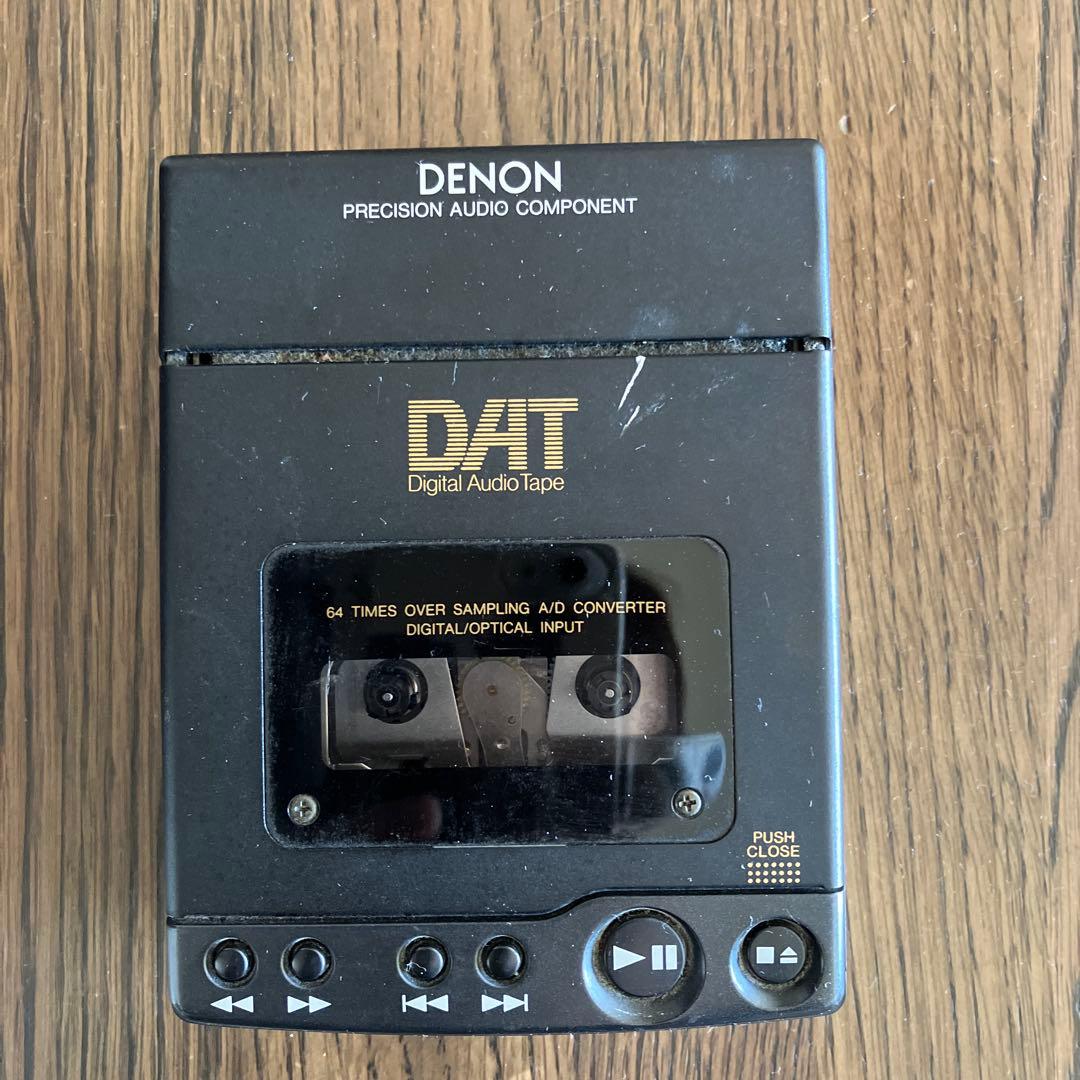 DENON
PRECISION AUDIO COMPONENT
DAT
Digital Audio Tape
64 TIMES OVER SAMPLING A/D CONVERTER
DIGITAL/OPTICAL INPUT
PUSH
CLOSE